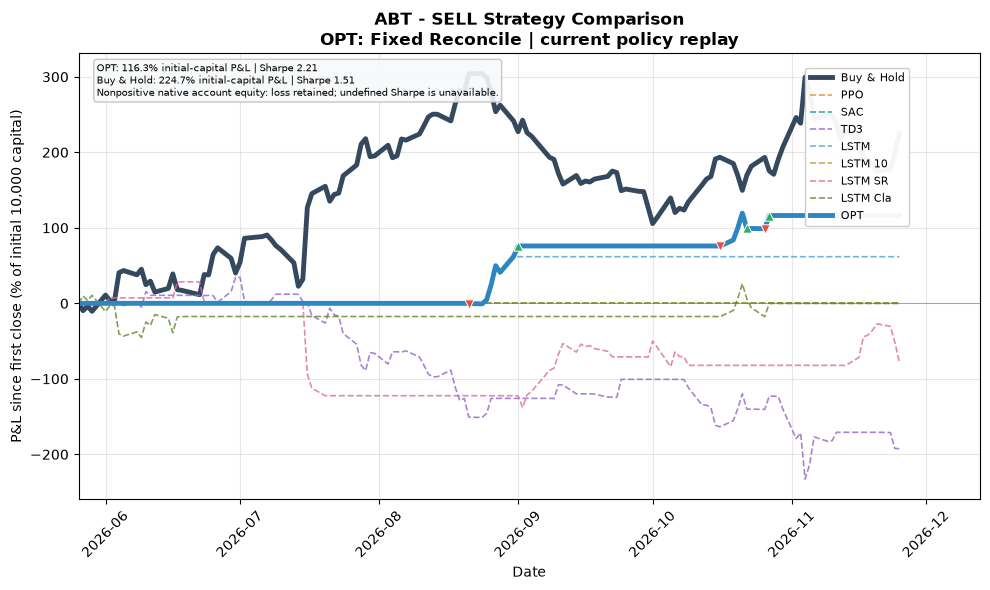 ABT - SELL Strategy Comparison
OPT: Fixed Reconcile | current policy replay
OPT: 116.3% initial-capital P&L | Sharpe 2.21
Buy & Hold: 224.7% initial-capital P&L | Sharpe 1.51
Nonpositive native account equity: loss retained; undefined Sharpe is unavailable.
Buy & Hold
PPO
SAC
TD3
LSTM
LSTM 10
LSTM SR
LSTM Cla
OPT
P&L since first close (% of initial 10,000 capital)
300
200
100
0
−100
−200
2026-06
2026-07
2026-08
2026-09
2026-10
2026-11
2026-12
Date